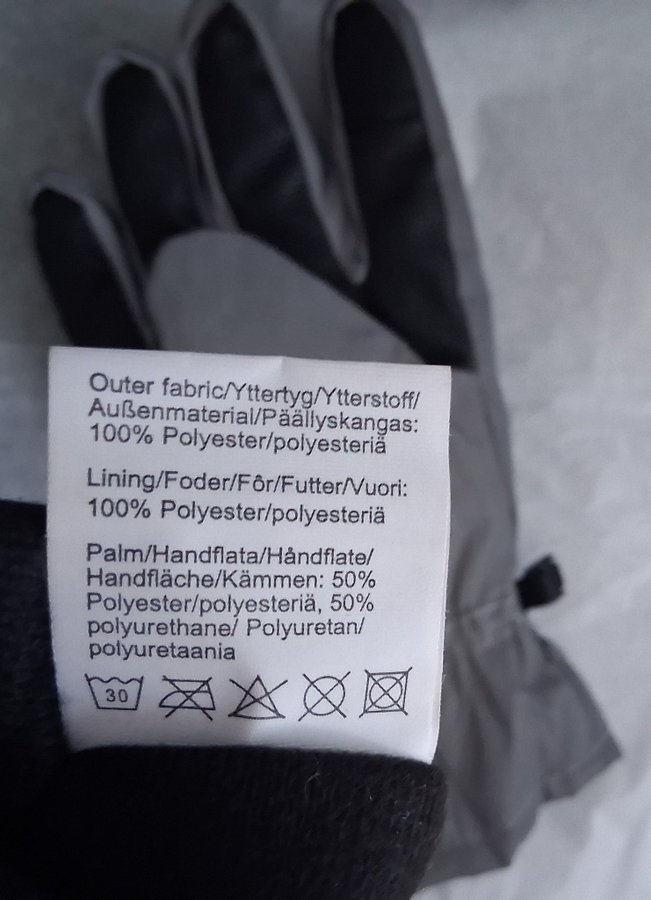 Outer fabric/Yttertyg/Ytterstoff/
Außenmaterial/Päällyskangas:
100% Polyester/polyesteriä
Lining/Foder/Fôr/Futter/Vuori:
100% Polyester/polyesteriä
Palm/Handflata/Håndflate/
Handfläche/Kämmen: 50%
Polyester/polyesteriä, 50%
polyurethane/ Polyuretan/
polyuretaania
30